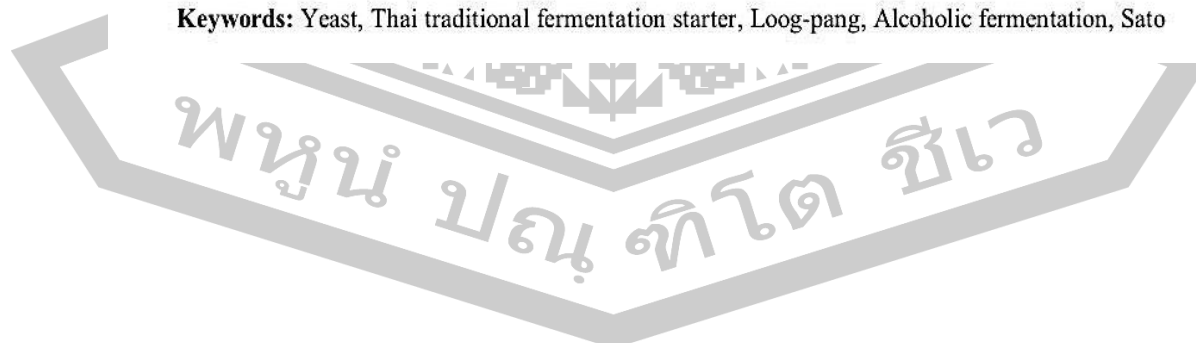 Keywords: Yeast, Thai traditional fermentation starter, Loog-pang, Alcoholic fermentation, Sato
พหูนํ ปณฺฑิโต ชีเว